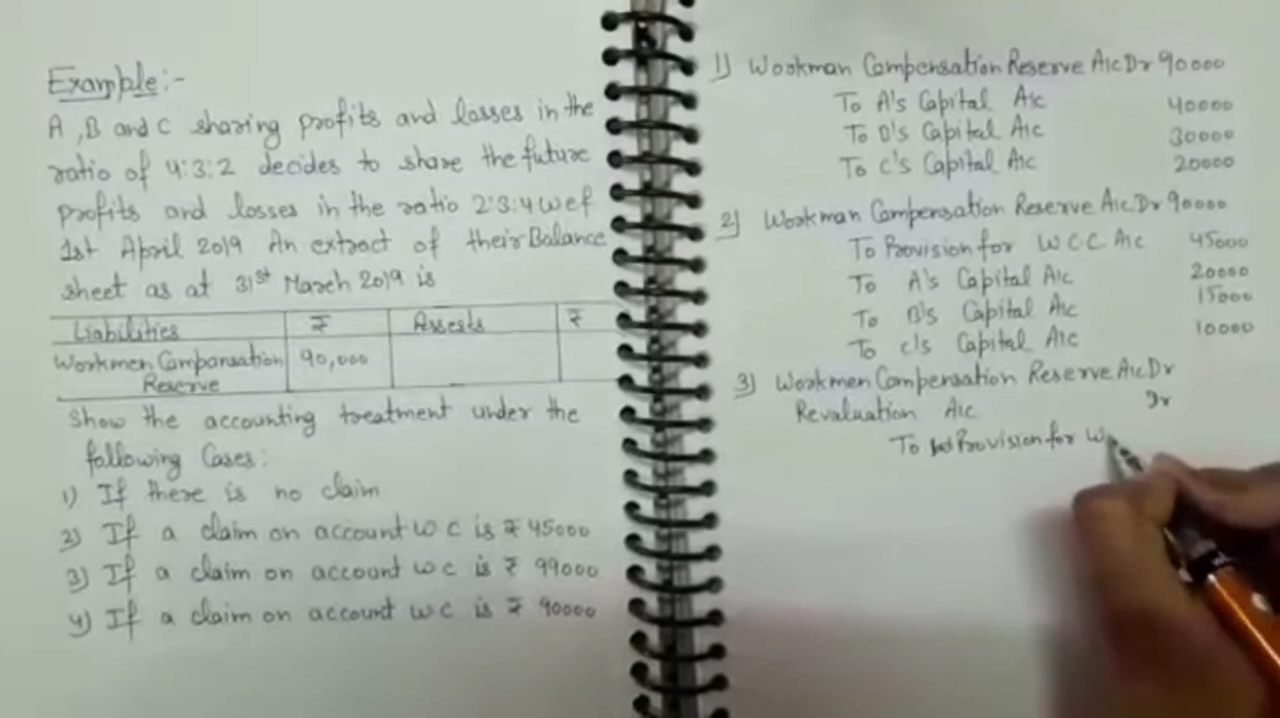 Example:-
A, B and C sharing profits and losses in the
ratio of 4:3:2 decides to share the future
profits and losses in the ratio 2:3:4 wef
1st April 2019 An extract of their Balance
sheet as at 31st March 2019 is
Liabilities ₹ Assests ₹
Workmen Compansation 90,000
Reserve
Show the accounting treatment under the
following Cases:
1) If there is no claim
2) If a claim on account w c is ₹ 45000
3) If a claim on account w c is ₹ 99000
4) If a claim on account w c is ₹ 90000
1) Workman Compensation Reserve A/c Dr 90000
To A's Capital A/c 40000
To B's Capital A/c 30000
To C's Capital A/c 20000
2) Workman Compensation Reserve A/c Dr 90000
To Provision for W C C A/c 45000
To A's Capital A/c 20000
To B's Capital A/c 15000
To C's Capital A/c 10000
3) Workmen Compensation Reserve A/c Dr
Revaluation A/c Dr
To Provision for W